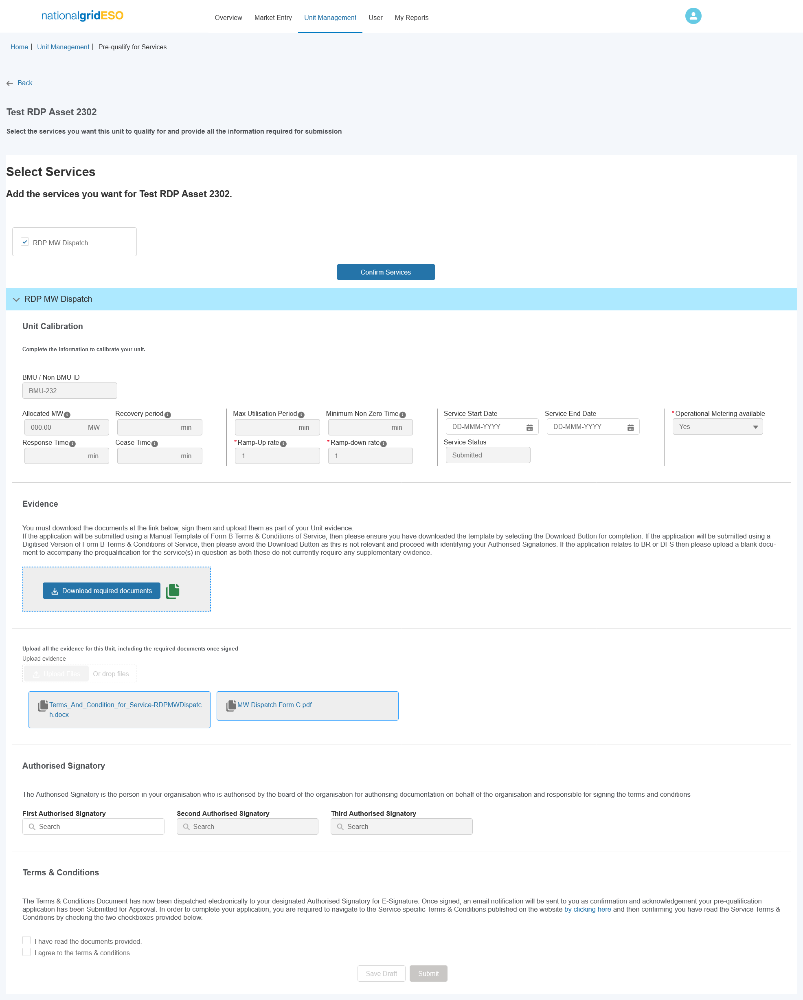 nationalgridESO
Overview Market Entry Unit Management User My Reports
Home | Unit Management | Pre-qualify for Services
Back
Test RDP Asset 2302
Select the services you want this unit to qualify for and provide all the information required for submission
Select Services
Add the services you want for Test RDP Asset 2302.
RDP MW Dispatch
Confirm Services
RDP MW Dispatch
Unit Calibration
Complete the information to calibrate your unit.
BMU / Non BMU ID
BMU-232
Allocated MW Recovery period Max Utilisation Period Minimum Non Zero Time Service Start Date Service End Date *Operational Metering available
000.00 MW min min min DD-MMM-YYYY DD-MMM-YYYY Yes
Response Time Cease Time *Ramp-Up rate *Ramp-down rate Service Status
min min 1 1 Submitted
Evidence
You must download the documents at the link below, sign them and upload them as part of your Unit evidence.
If the application will be submitted using a Manual Template of Form B Terms & Conditions of Service, then please ensure you have downloaded the template by selecting the Download Button for completion. If the application will be submitted using a
Digitised Version of Form B Terms & Conditions of Service, then please avoid the Download Button as this is not relevant and proceed with identifying your Authorised Signatories. If the application relates to BR or DFS then please upload a blank docu-
ment to accompany the prequalification for the service(s) in question as both these do not currently require any supplementary evidence.
Download required documents
Upload all the evidence for this Unit, including the required documents once signed
Upload evidence
Upload Files Or drop files
Terms_And_Condition_for_Service-RDPMWDispatc
h.docx
MW Dispatch Form C.pdf
Authorised Signatory
The Authorised Signatory is the person in your organisation who is authorised by the board of the organisation for authorising documentation on behalf of the organisation and responsible for signing the terms and conditions
First Authorised Signatory Second Authorised Signatory Third Authorised Signatory
Search Search Search
Terms & Conditions
The Terms & Conditions Document has now been dispatched electronically to your designated Authorised Signatory for E-Signature. Once signed, an email notification will be sent to you as confirmation and acknowledgement your pre-qualification
application has been Submitted for Approval. In order to complete your application, you are required to navigate to the Service specific Terms & Conditions published on the website by clicking here and then confirming you have read the Service Terms &
Conditions by checking the two checkboxes provided below.
I have read the documents provided.
I agree to the terms & conditions.
Save Draft Submit